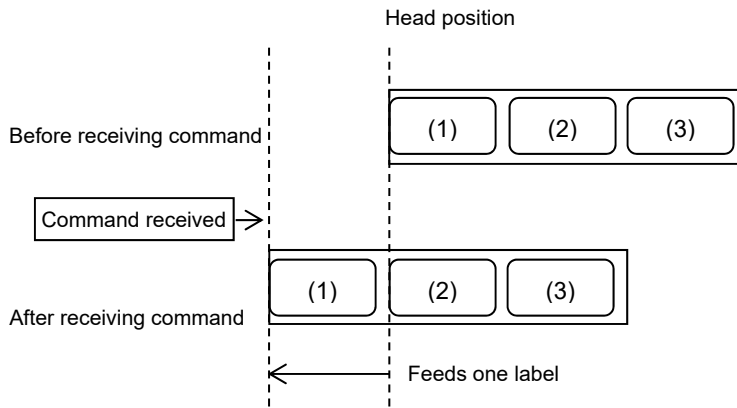 Head position
Before receiving command
(1) (2) (3)
Command received
(1) (2) (3)
After receiving command
Feeds one label